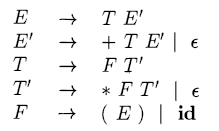 E → T E′
E′ → + T E′ | ϵ
T → F T′
T′ → ∗ F T′ | ϵ
F → ( E ) | id